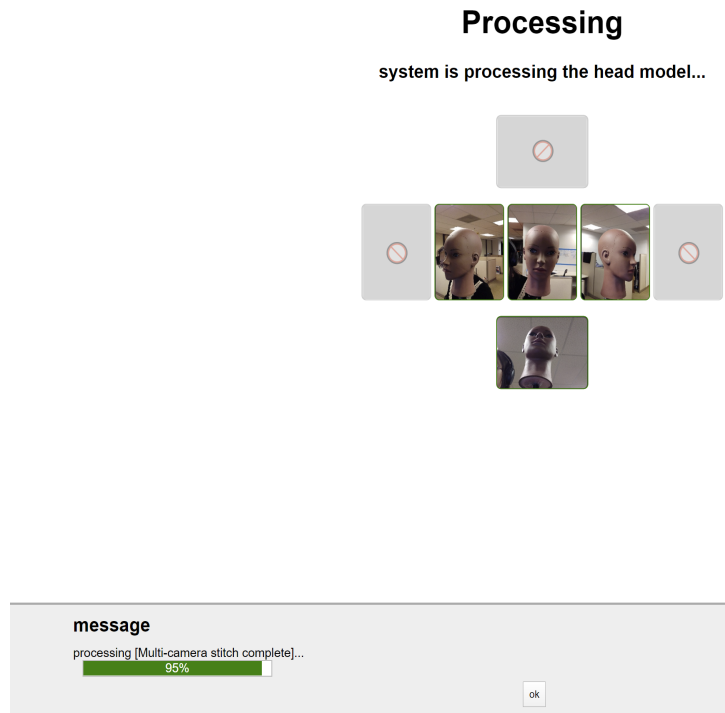 Processing
system is processing the head model...
message
processing [Multi-camera stitch complete]...
95%
ok